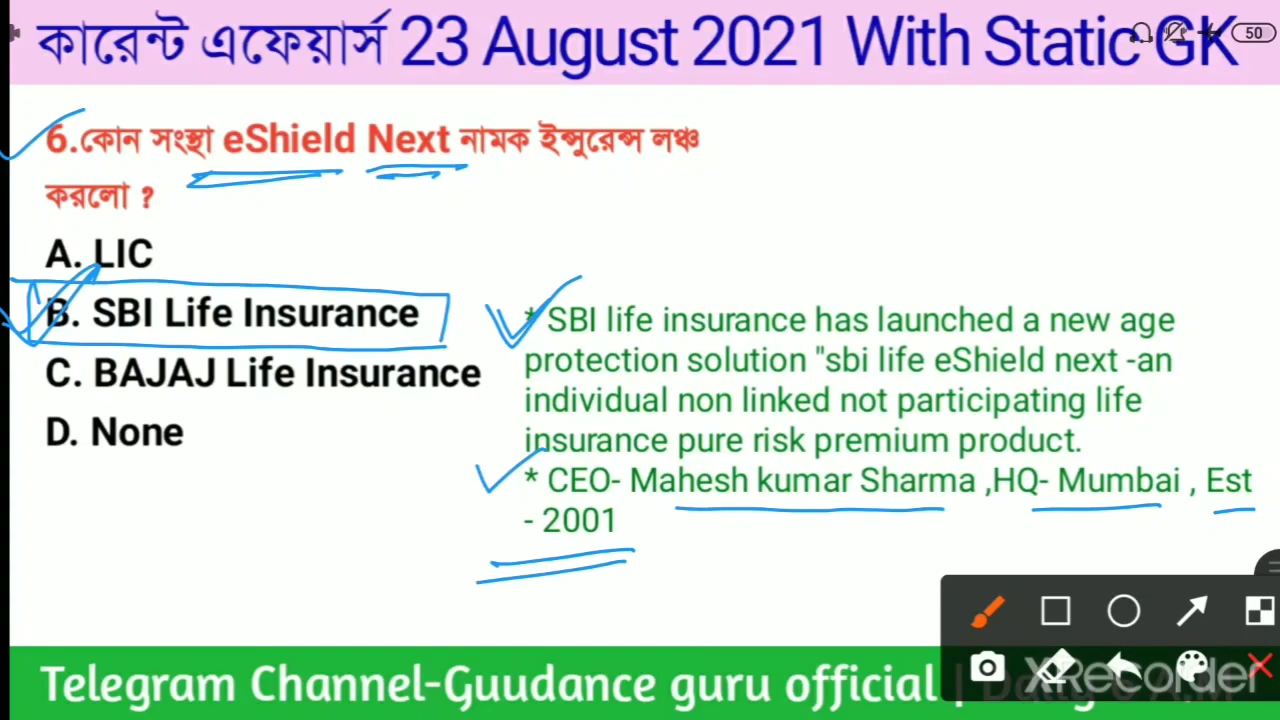 কারেন্ট এফেয়ার্স 23 August 2021 With Static GK
50
6.কোন সংস্থা eShield Next নামক ইন্সুরেন্স লঞ্চ
করলো ?
A. LIC
B. SBI Life Insurance
C. BAJAJ Life Insurance
D. None
* SBI life insurance has launched a new age
protection solution "sbi life eShield next -an
individual non linked not participating life
insurance pure risk premium product.
* CEO- Mahesh kumar Sharma ,HQ- Mumbai , Est
- 2001
Telegram Channel-Guudance guru official |
XRecorder